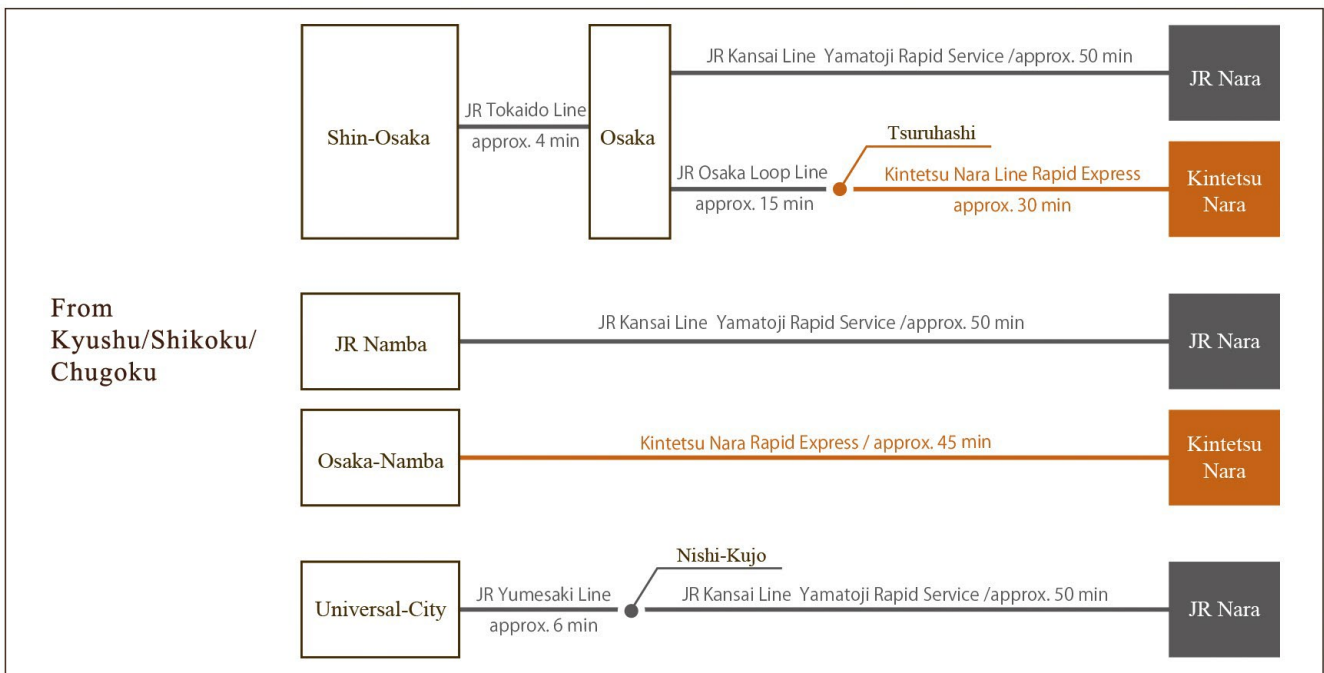 From
Kyushu/Shikoku/
Chugoku
Shin-Osaka
JR Tokaido Line
approx. 4 min
Osaka
JR Kansai Line Yamatoji Rapid Service /approx. 50 min
JR Nara
JR Osaka Loop Line
approx. 15 min
Tsuruhashi
Kintetsu Nara Line Rapid Express
approx. 30 min
Kintetsu
Nara
JR Namba
JR Kansai Line Yamatoji Rapid Service /approx. 50 min
JR Nara
Osaka-Namba
Kintetsu Nara Rapid Express / approx. 45 min
Kintetsu
Nara
Universal-City
JR Yumesaki Line
approx. 6 min
Nishi-Kujo
JR Kansai Line Yamatoji Rapid Service /approx. 50 min
JR Nara